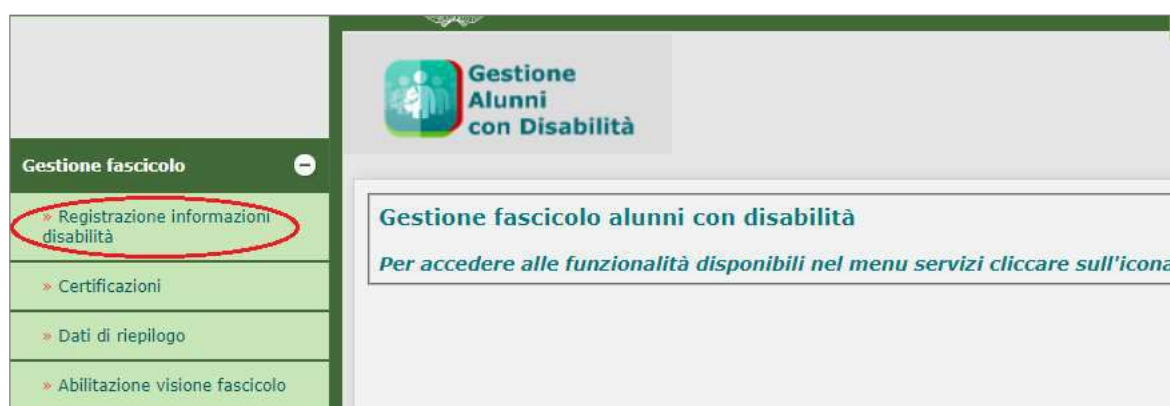 Gestione
Alunni
con Disabilità
Gestione fascicolo
» Registrazione informazioni
disabilità
» Certificazioni
» Dati di riepilogo
» Abilitazione visione fascicolo
Gestione fascicolo alunni con disabilità
Per accedere alle funzionalità disponibili nel menu servizi cliccare sull'icona